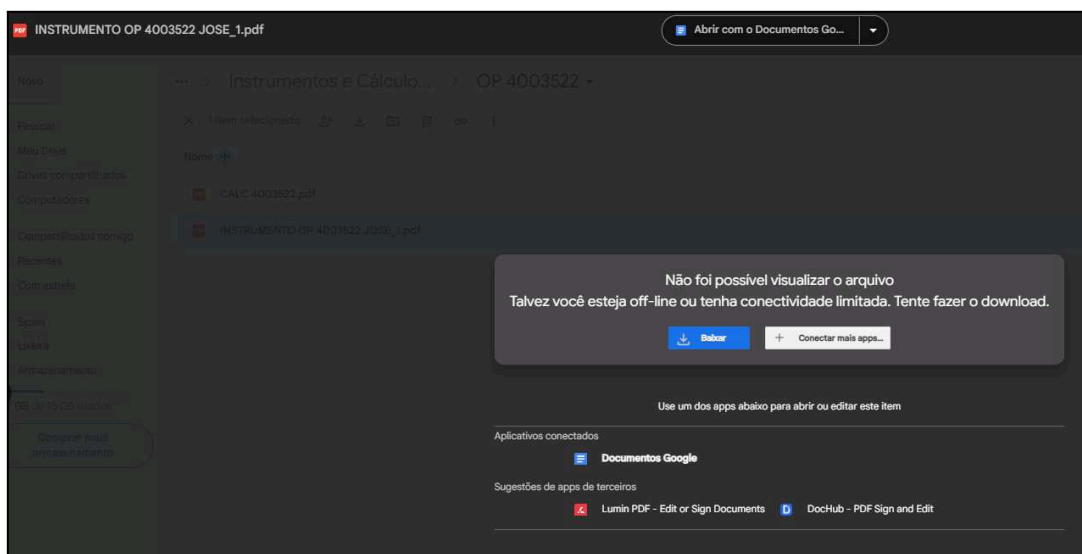 INSTRUMENTO OP 4003522 JOSE_1.pdf
Abrir com o Documentos Go...
Novo
... > Instrumentos e Cálculo... > OP 4003522
1 item selecionado
Pessoal
Meu Drive
Nome
Drives compartilhados
Computadores
CALC 4003522.pdf
Compartilhados comigo
INSTRUMENTO OP 4003522 JOSE_1.pdf
Recentes
Com estrela
Não foi possível visualizar o arquivo
Talvez você esteja off-line ou tenha conectividade limitada. Tente fazer o download.
Spam
Lixeira
Baixar
Conectar mais apps...
Armazenamento
GB de 15 GB usados
Use um dos apps abaixo para abrir ou editar este item
Comprar mais
armazenamento
Aplicativos conectados
Documentos Google
Sugestões de apps de terceiros
Lumin PDF - Edit or Sign Documents
DocHub - PDF Sign and Edit